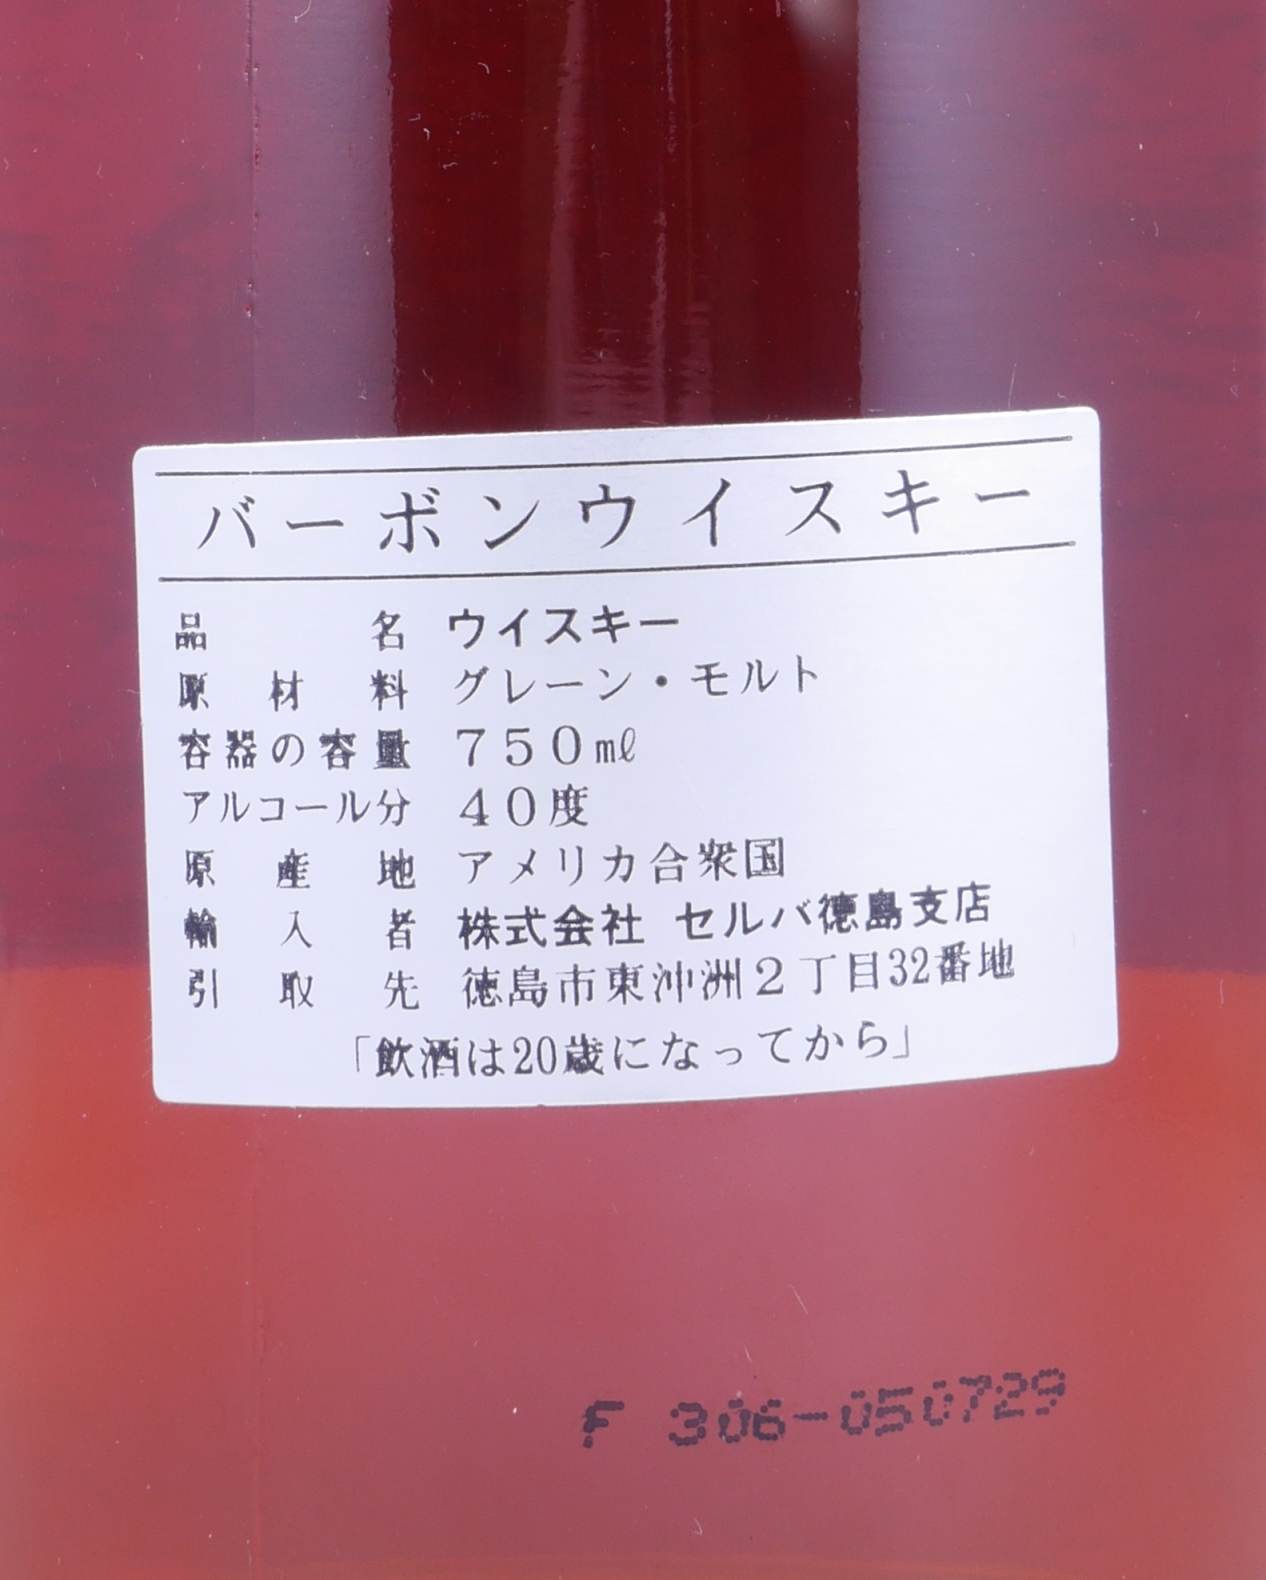 バーボンウイスキー
品名 ウイスキー
原材料 グレーン・モルト
容器の容量 750㎖
アルコール分 40度
原産地 アメリカ合衆国
輸入者 株式会社 セルバ徳島支店
引取先 徳島市東沖洲2丁目32番地
「飲酒は20歳になってから」
F 306-050729